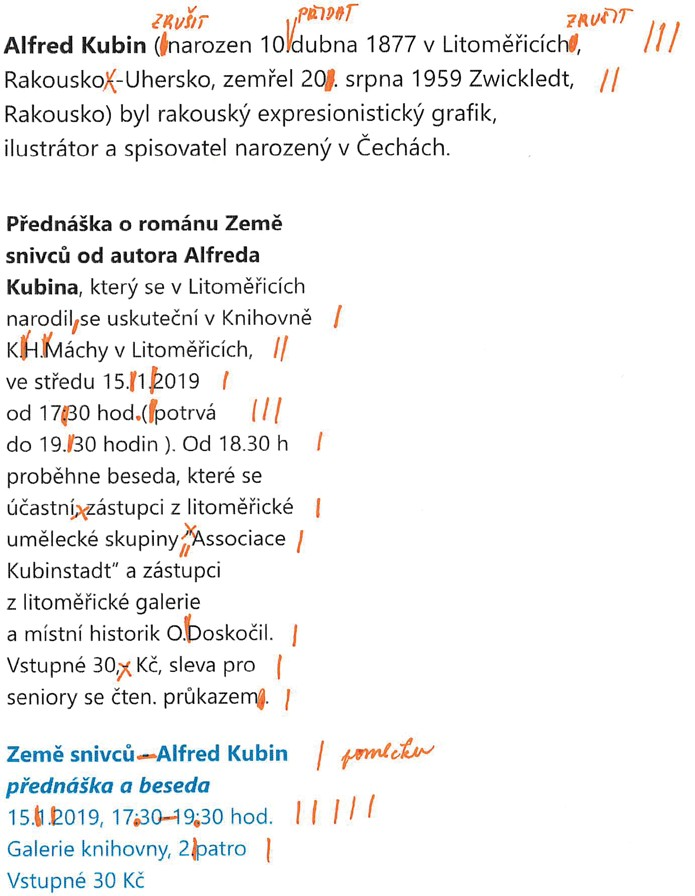 ZRUŠIT PŘIDAT ZRUŠIT
Alfred Kubin ( narozen 10.dubna 1877 v Litoměřicích ,
Rakousko--Uhersko, zemřel 20 . srpna 1959 Zwickledt,
Rakousko) byl rakouský expresionistický grafik,
ilustrátor a spisovatel narozený v Čechách.
Přednáška o románu Země
snivců od autora Alfreda
Kubina, který se v Litoměřicích
narodil,se uskuteční v Knihovně
K.H.Máchy v Litoměřicích,
ve středu 15.1.2019
od 17:30 hod.( potrvá
do 19. 30 hodin ). Od 18.30 h
proběhne beseda, které se
účastní, zástupci z litoměřické
umělecké skupiny "Associace
Kubinstadt" a zástupci
z litoměřické galerie
a místní historik O.Doskočil.
Vstupné 30,- Kč, sleva pro
seniory se čten. průkazem .
Země snivců - Alfred Kubin pomlčka
přednáška a beseda
15.1.2019, 17:30–19:30 hod.
Galerie knihovny, 2.patro
Vstupné 30 Kč